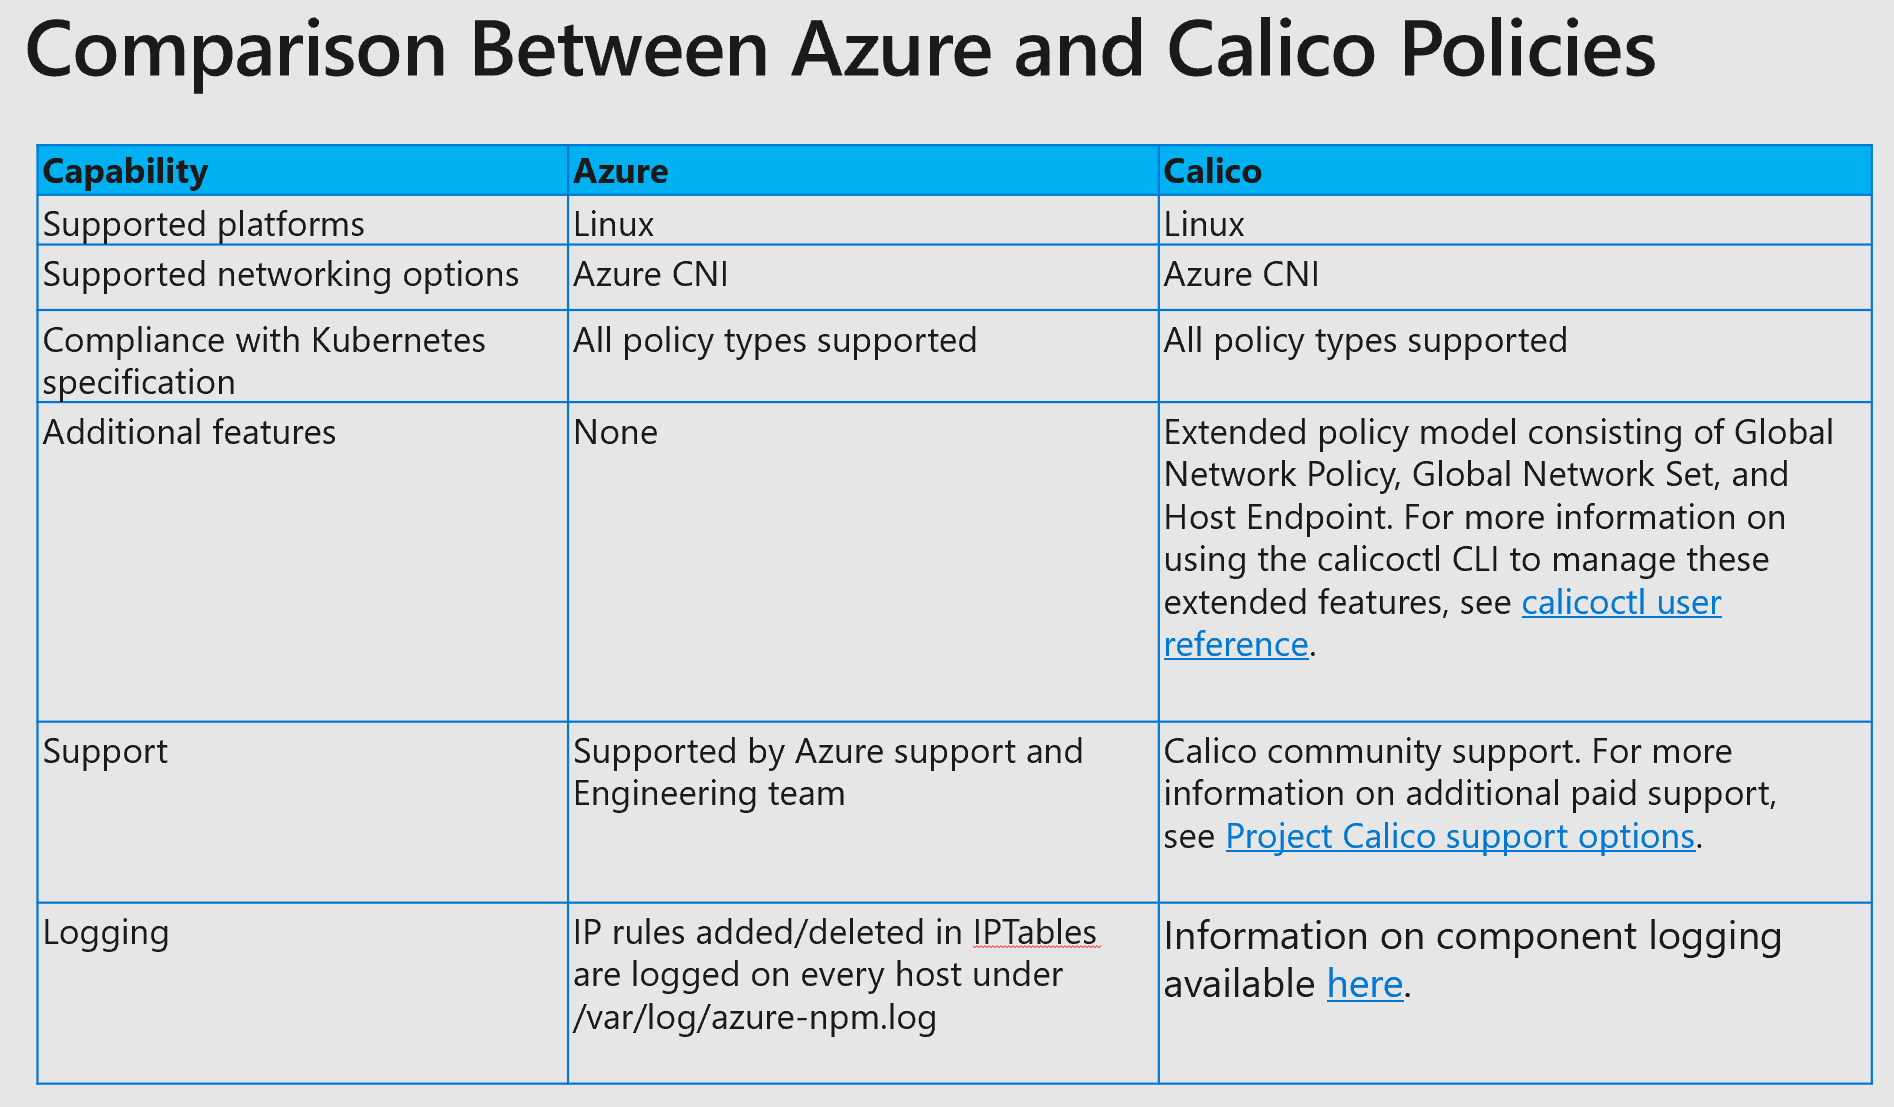 Comparison Between Azure and Calico Policies
Capability
Azure
Calico
Supported platforms
Linux
Linux
Supported networking options
Azure CNI
Azure CNI
Compliance with Kubernetes
specification
All policy types supported
All policy types supported
Additional features
None
Extended policy model consisting of Global
Network Policy, Global Network Set, and
Host Endpoint. For more information on
using the calicoctl CLI to manage these
extended features, see calicoctl user
reference.
Support
Supported by Azure support and
Engineering team
Calico community support. For more
information on additional paid support,
see Project Calico support options.
Logging
IP rules added/deleted in IPTables
are logged on every host under
/var/log/azure-npm.log
Information on component logging
available here.